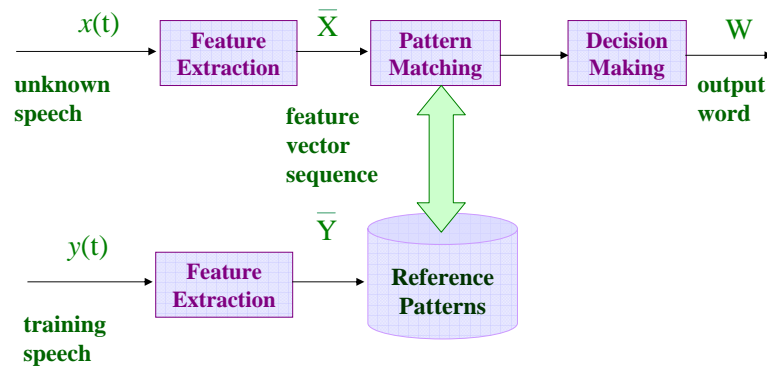 x(t)
Feature
Extraction
X̅
Pattern
Matching
Decision
Making
W
unknown
speech
output
word
feature
vector
sequence
y(t)
Feature
Extraction
Y̅
Reference
Patterns
training
speech